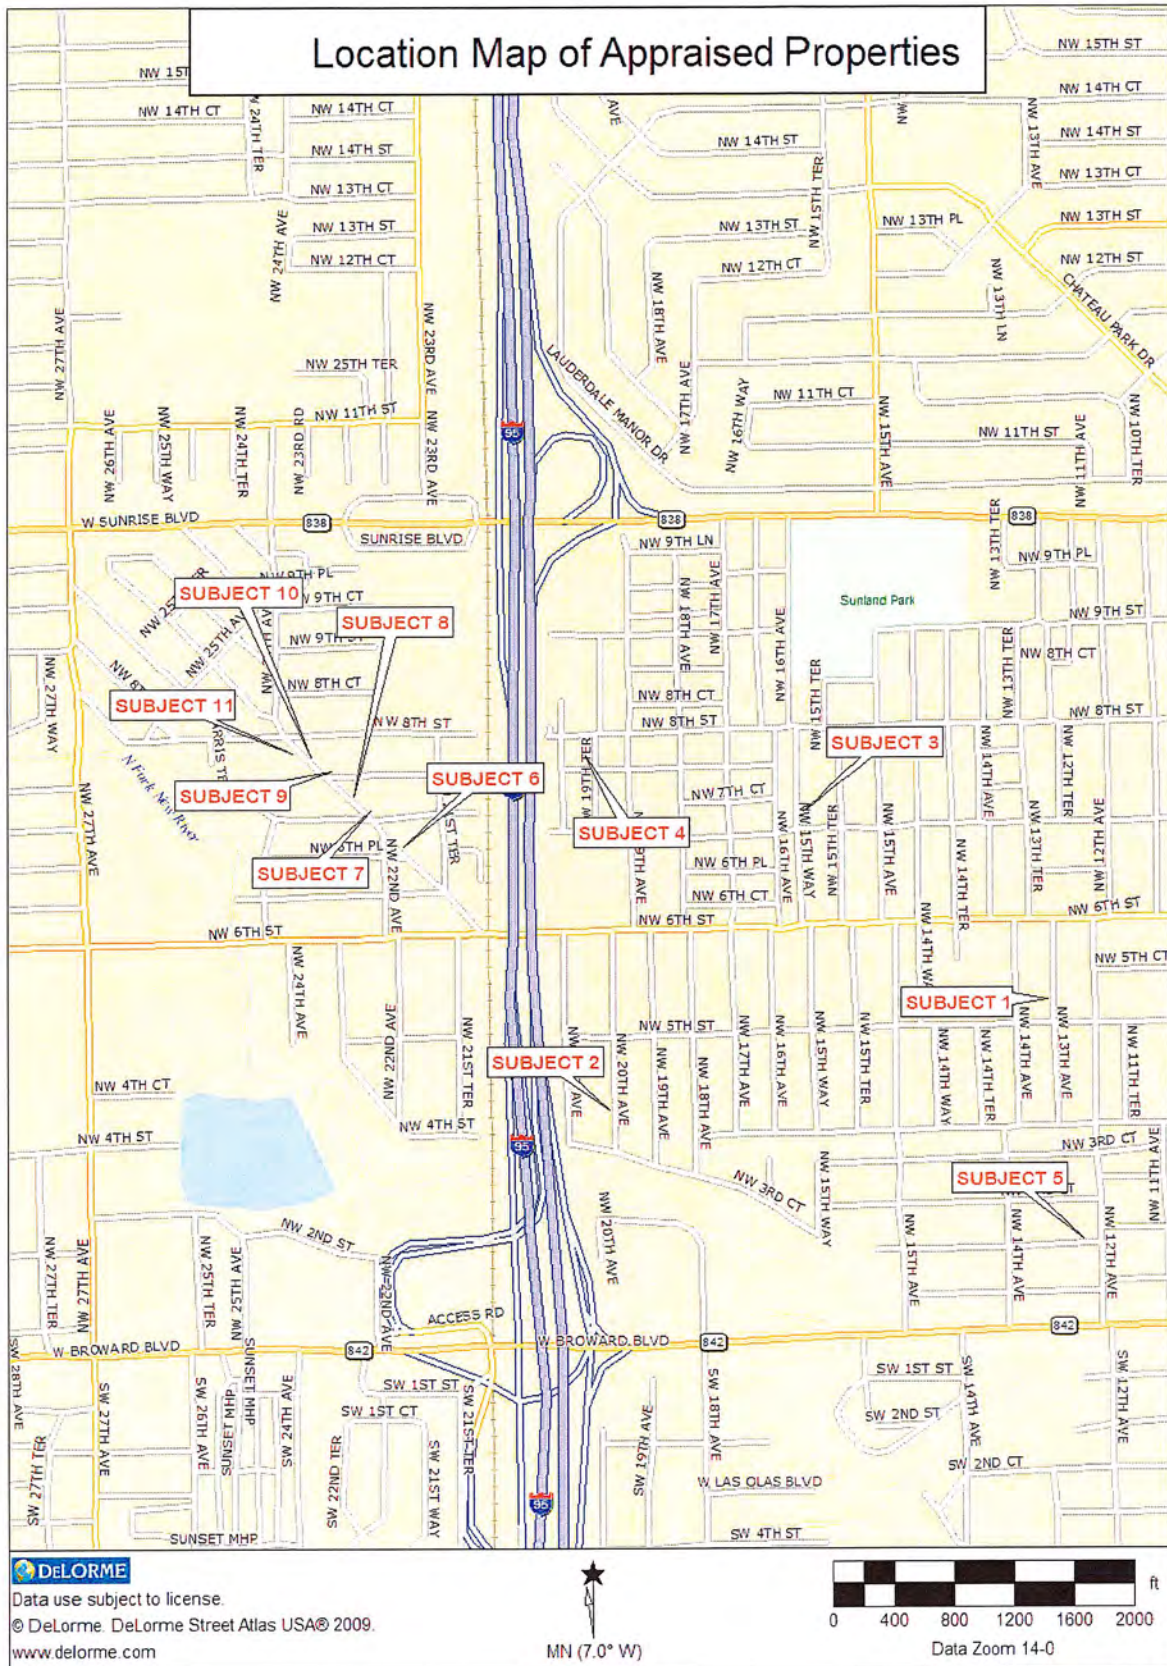 Location Map of Appraised Properties
NW 15TH ST
NW 14TH CT
NW 14TH CT
NW 24TH TER
NW 14TH ST
NW 13TH CT
NW 13TH ST
NW 12TH CT
NW 24TH AVE
NW 27TH AVE
NW 23RD AVE
NW 25TH TER
NW 11TH ST
NW 23RD AVE
NW 26TH AVE
NW 25TH WAY
NW 24TH TER
NW 23RD RD
W SUNRISE BLVD
838
SUNRISE BLVD
AVE
NW 14TH ST
NW 15TH TER
NW 13TH ST
NW 12TH CT
NW 18TH AVE
NW 17TH AVE
LAUDERDALE MANOR DR
NW 16TH WAY
NW 11TH CT
NW 15TH AVE
NW 14TH CT
NW 13TH AVE
NW 14TH ST
NW 13TH CT
NW 13TH PL
NW 13TH ST
NW 12TH ST
NW 13TH LN
CHATEAU PARK DR
NW 11TH ST
NW 11TH AVE
NW 10TH TER
95
838
838
NW 9TH LN
NW 18TH AVE
NW 17TH AVE
NW 16TH AVE
Sunland Park
NW 13TH TER
NW 9TH PL
NW 9TH ST
NW 8TH CT
NW 13TH TER
NW 9TH PL
NW 9TH CT
NW 25TH AVE
SUBJECT 10
SUBJECT 8
NW 8TH CT
NW 8TH ST
SUBJECT 11
NW 27TH WAY
N Fork New River
SUBJECT 9
SUBJECT 6
SUBJECT 7
NW 22ND AVE
NW 27TH AVE
NW 8TH CT
NW 8TH ST
NW 15TH TER
SUBJECT 3
NW 8TH ST
NW 19TH TER
NW 7TH CT
SUBJECT 4
NW 6TH PL
NW 6TH CT
NW 16TH AVE
NW 15TH WAY
NW 15TH TER
NW 15TH AVE
NW 14TH AVE
NW 12TH TER
NW 14TH TER
NW 13TH TER
NW 12TH AVE
NW 6TH ST
NW 6TH ST
NW 6TH ST
NW 24TH AVE
NW 5TH CT
SUBJECT 1
NW 5TH ST
SUBJECT 2
NW 22ND AVE
NW 21ST TER
NW 20TH AVE
NW 19TH AVE
NW 18TH AVE
NW 17TH AVE
NW 16TH AVE
NW 15TH WAY
NW 15TH TER
NW 14TH WAY
NW 14TH TER
NW 14TH AVE
NW 13TH AVE
NW 11TH TER
NW 4TH CT
NW 4TH ST
NW 4TH ST
95
NW 3RD CT
NW 3RD CT
NW 15TH WAY
SUBJECT 5
NW 11TH AVE
NW 2ND ST
NW 20TH AVE
NW 15TH AVE
NW 14TH AVE
NW 12TH AVE
NW 27TH TER
NW 27TH AVE
NW 25TH TER
NW 25TH AVE
NW 22ND AVE
ACCESS RD
W BROWARD BLVD
842
W BROWARD BLVD
842
842
SW 28TH AVE
SW 27TH AVE
SW 26TH AVE
SUNSET MHP
SUNSET MHP
SW 24TH AVE
SW 1ST ST
SW 1ST CT
SW 21ST TER
SW 22ND TER
SW 21ST WAY
SW 27TH TER
SUNSET MHP
SW 19TH AVE
SW 18TH AVE
W LAS OLAS BLVD
SW 4TH ST
SW 1ST ST
SW 2ND ST
SW 14TH AVE
SW 2ND CT
SW 12TH AVE
95
DELORME
Data use subject to license.
© DeLorme. DeLorme Street Atlas USA® 2009.
www.delorme.com
MN (7.0° W)
ft
0 400 800 1200 1600 2000
Data Zoom 14-0